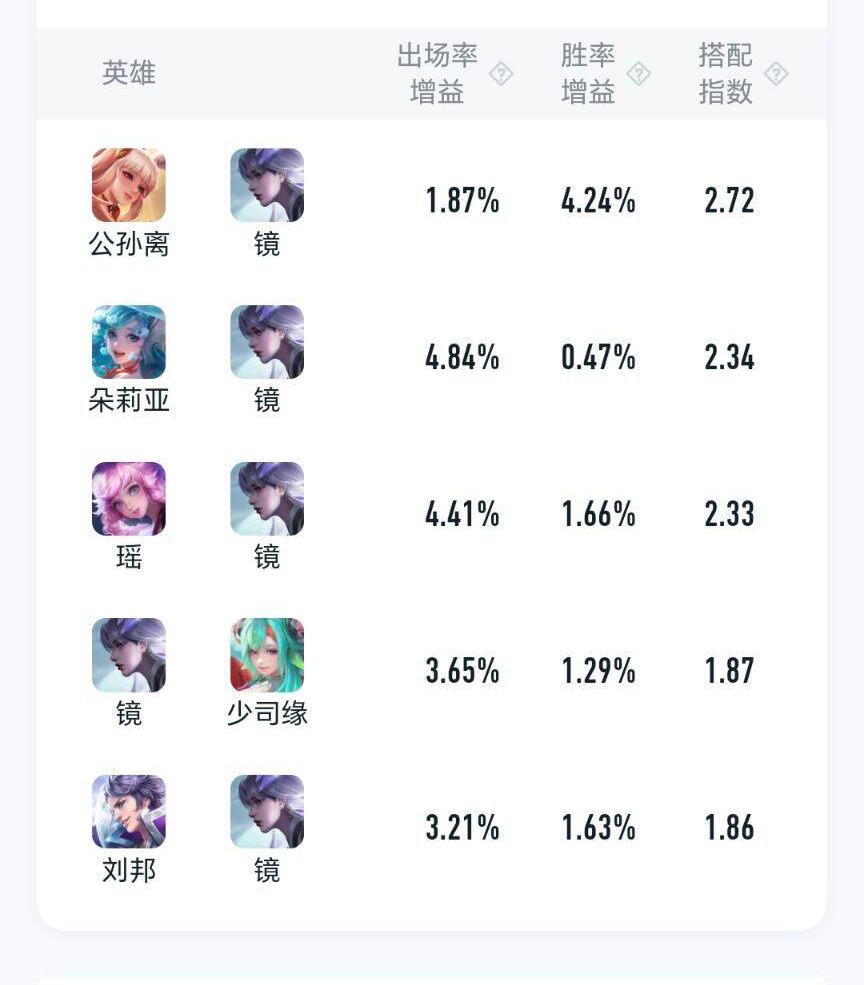 英雄
出场率
增益
胜率
增益
搭配
指数
公孙离 镜 1.87% 4.24% 2.72
朵莉亚 镜 4.84% 0.47% 2.34
瑶 镜 4.41% 1.66% 2.33
镜 少司缘 3.65% 1.29% 1.87
刘邦 镜 3.21% 1.63% 1.86